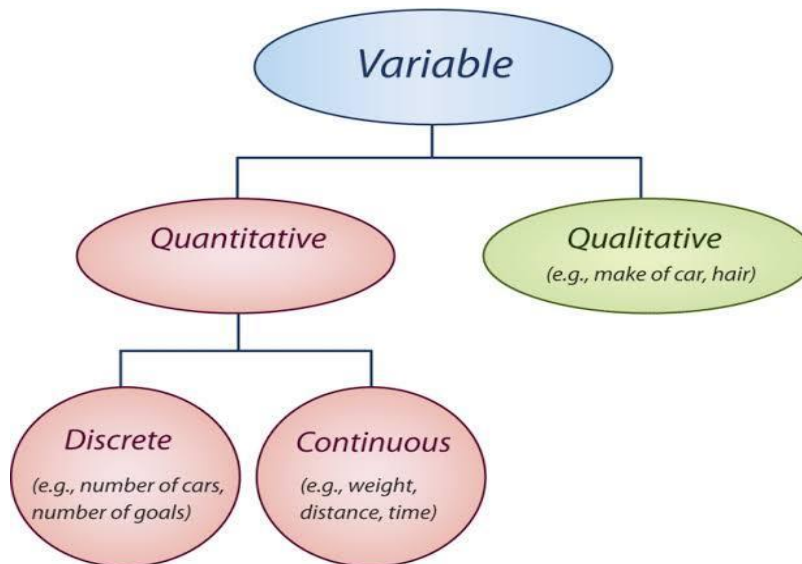 Variable
Quantitative
Qualitative
(e.g., make of car, hair)
Discrete
(e.g., number of cars,
number of goals)
Continuous
(e.g., weight,
distance, time)